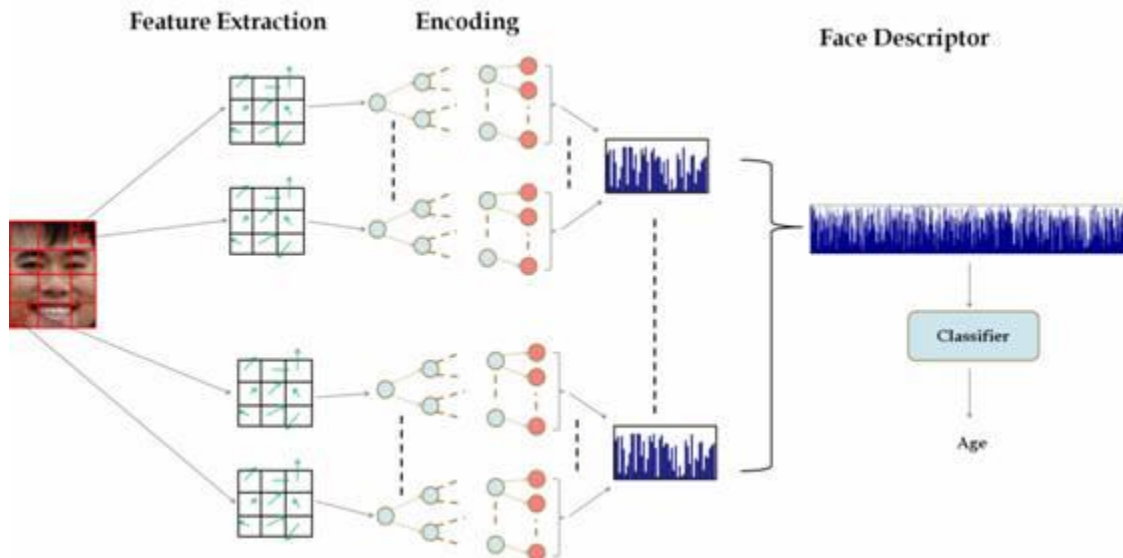 Feature Extraction
Encoding
Face Descriptor
Classifier
Age